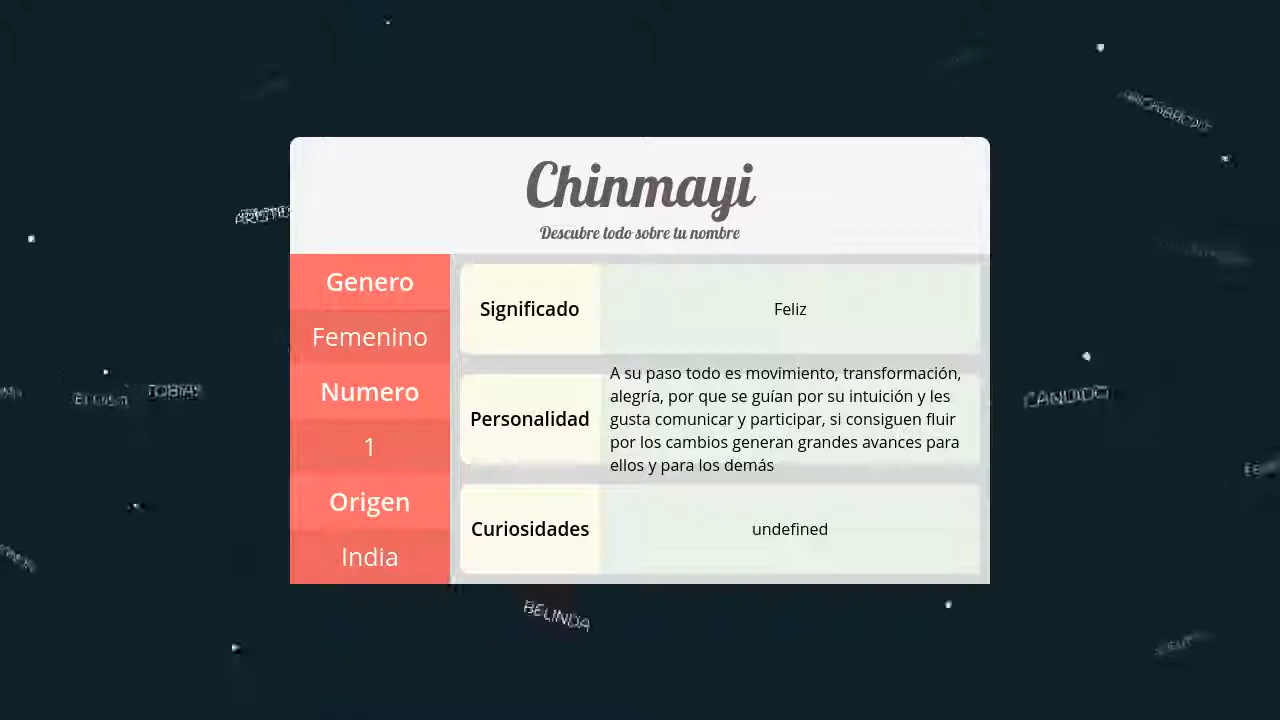 Chinmayi
Descubre todo sobre tu nombre
Genero
Femenino
Numero
1
Origen
India
Significado
Feliz
Personalidad
A su paso todo es movimiento, transformación,
alegría, por que se guían por su intuición y les
gusta comunicar y participar, si consiguen fluir
por los cambios generan grandes avances para
ellos y para los demás
Curiosidades
undefined
TOBIAS
CANDIDO
BELINDA